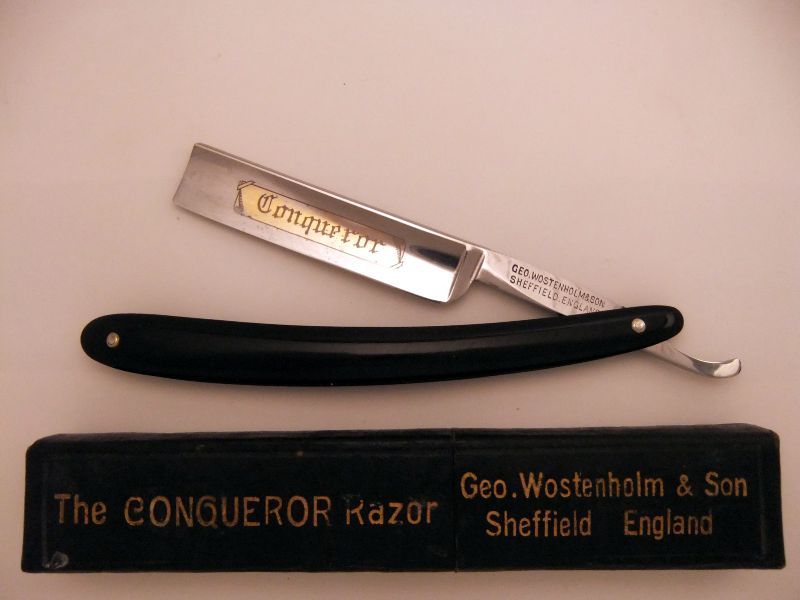 Conqueror
GEO. WOSTENHOLM & SON
SHEFFIELD. ENGLAND
The CONQUEROR Razor
Geo. Wostenholm & Son
Sheffield England